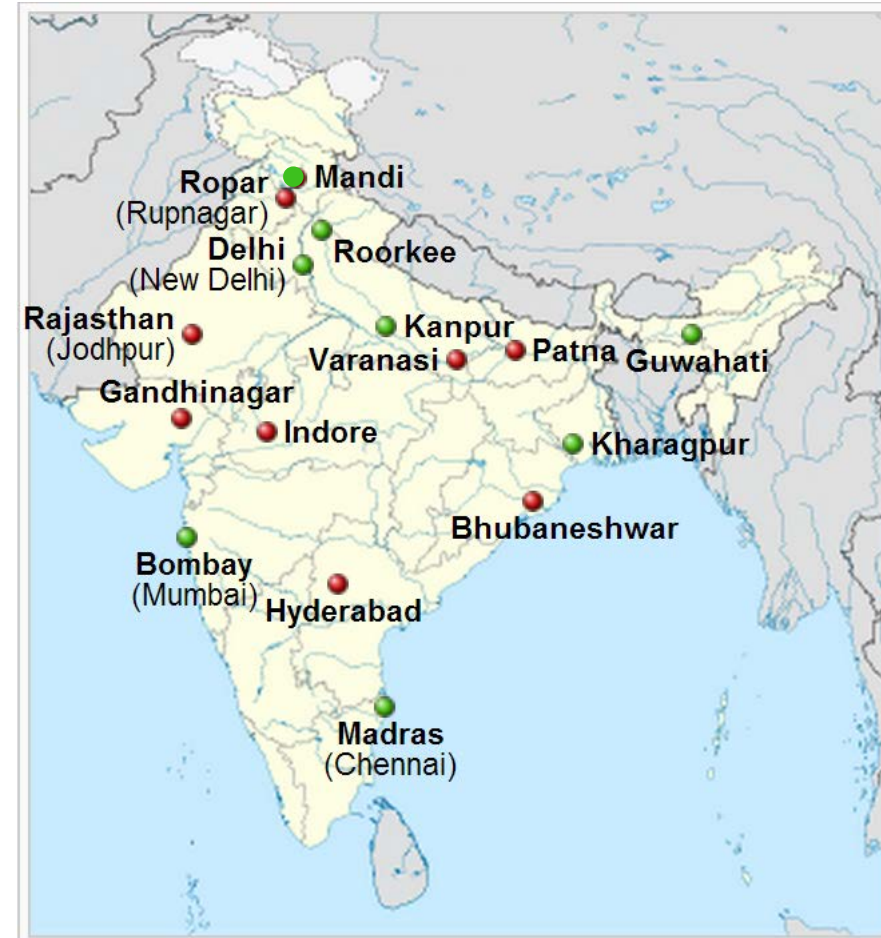 Mandi
Ropar
(Rupnagar)
Delhi
(New Delhi)
Roorkee
Rajasthan
(Jodhpur)
Kanpur
Varanasi
Patna
Guwahati
Gandhinagar
Indore
Kharagpur
Bhubaneshwar
Bombay
(Mumbai)
Hyderabad
Madras
(Chennai)